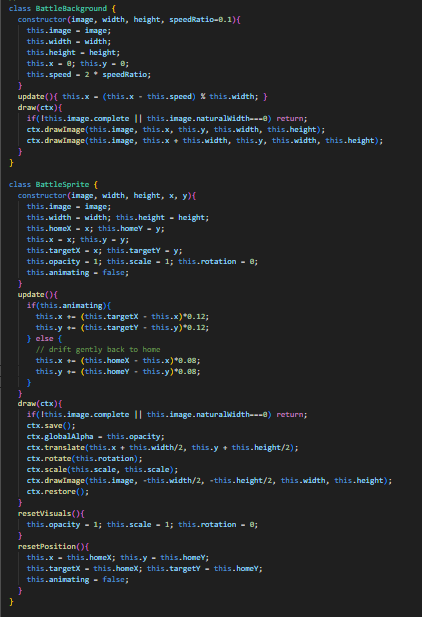 class BattleBackground {
  constructor(image, width, height, speedRatio=0.1){
    this.image = image;
    this.width = width;
    this.height = height;
    this.x = 0; this.y = 0;
    this.speed = 2 * speedRatio;
  }
  update(){ this.x = (this.x - this.speed) % this.width; }
  draw(ctx){
    if(!this.image.complete || this.image.naturalWidth===0) return;
    ctx.drawImage(this.image, this.x, this.y, this.width, this.height);
    ctx.drawImage(this.image, this.x + this.width, this.y, this.width, this.height);
  }
}

class BattleSprite {
  constructor(image, width, height, x, y){
    this.image = image;
    this.width = width; this.height = height;
    this.homeX = x; this.homeY = y;
    this.x = x; this.y = y;
    this.targetX = x; this.targetY = y;
    this.opacity = 1; this.scale = 1; this.rotation = 0;
    this.animating = false;
  }
  update(){
    if(this.animating){
      this.x += (this.targetX - this.x)*0.12;
      this.y += (this.targetY - this.y)*0.12;
    } else {
      // drift gently back to home
      this.x += (this.homeX - this.x)*0.08;
      this.y += (this.homeY - this.y)*0.08;
    }
  }
  draw(ctx){
    if(!this.image.complete || this.image.naturalWidth===0) return;
    ctx.save();
    ctx.globalAlpha = this.opacity;
    ctx.translate(this.x + this.width/2, this.y + this.height/2);
    ctx.rotate(this.rotation);
    ctx.scale(this.scale, this.scale);
    ctx.drawImage(this.image, -this.width/2, -this.height/2, this.width, this.height);
    ctx.restore();
  }
  resetVisuals(){
    this.opacity = 1; this.scale = 1; this.rotation = 0;
  }
  resetPosition(){
    this.x = this.homeX; this.y = this.homeY;
    this.targetX = this.homeX; this.targetY = this.homeY;
    this.animating = false;
  }
}